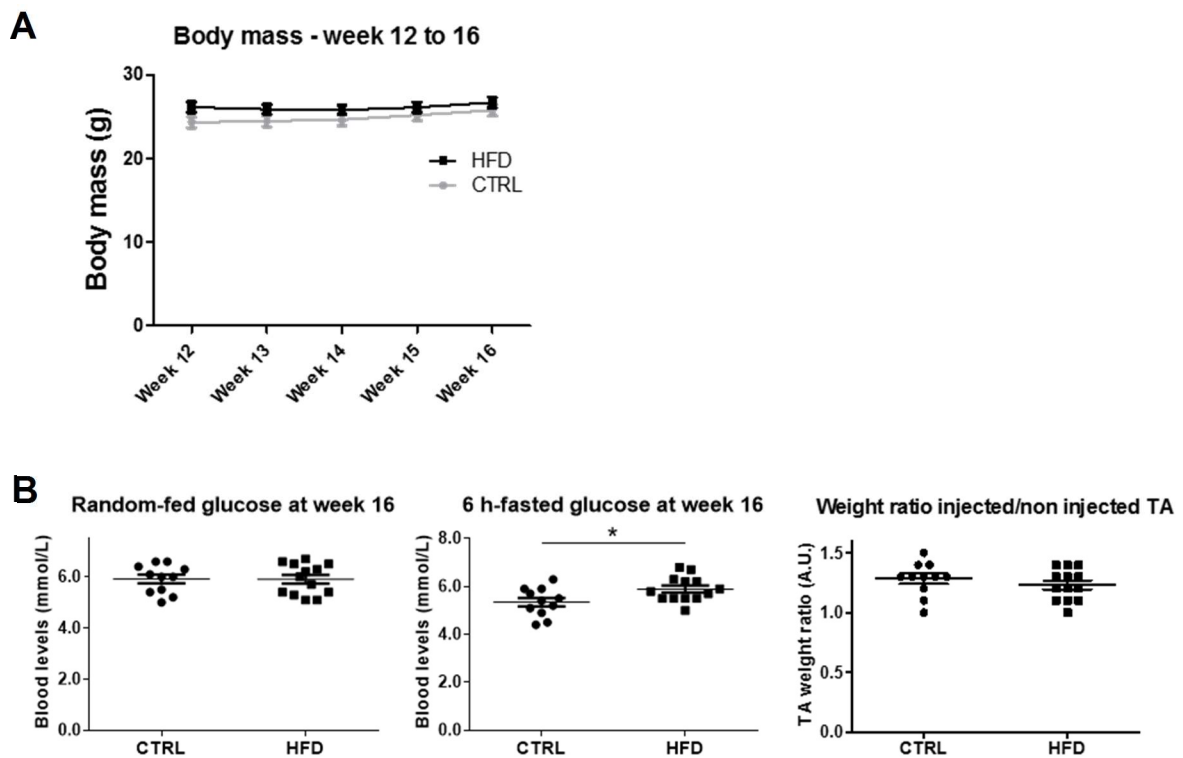 A
Body mass - week 12 to 16
Body mass (g)
30
20
10
0
HFD
CTRL
Week 12
Week 13
Week 14
Week 15
Week 16
B
Random-fed glucose at week 16
Blood levels (mmol/L)
6.0
4.0
2.0
0.0
CTRL
HFD
6 h-fasted glucose at week 16
*
Blood levels (mmol/L)
8.0
6.0
4.0
2.0
0.0
CTRL
HFD
Weight ratio injected/non injected TA
TA weight ratio (A.U.)
1.5
1.0
0.5
0.0
CTRL
HFD